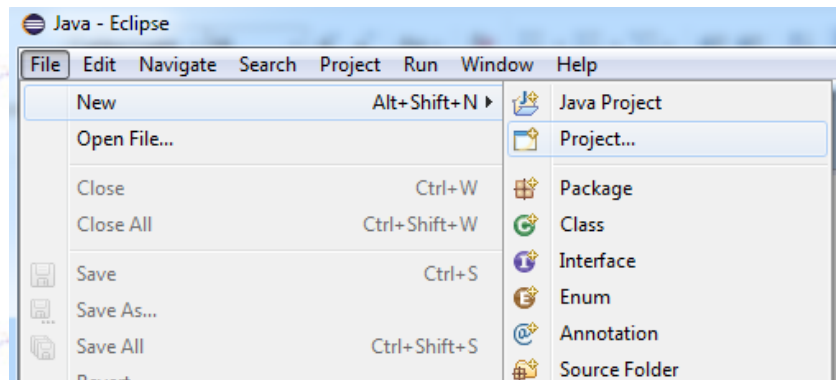 Java - Eclipse
File Edit Navigate Search Project Run Window Help
New Alt+Shift+N
Open File...
Close Ctrl+W
Close All Ctrl+Shift+W
Save Ctrl+S
Save As...
Save All Ctrl+Shift+S
Java Project
Project...
Package
Class
Interface
Enum
Annotation
Source Folder